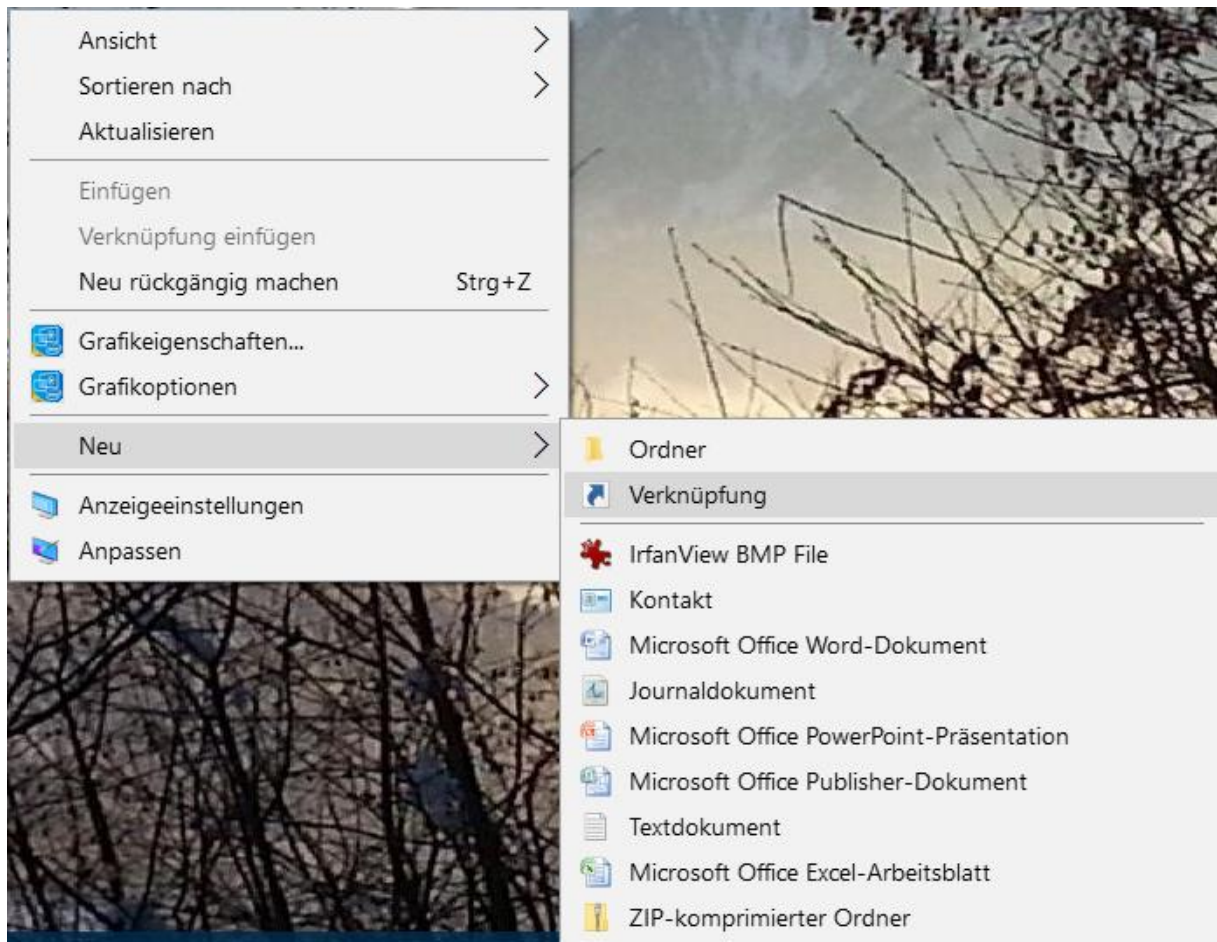 Ansicht
Sortieren nach
Aktualisieren
Einfügen
Verknüpfung einfügen
Neu rückgängig machen Strg+Z
Grafikeigenschaften...
Grafikoptionen
Neu
Anzeigeeinstellungen
Anpassen
Ordner
Verknüpfung
IrfanView BMP File
Kontakt
Microsoft Office Word-Dokument
Journaldokument
Microsoft Office PowerPoint-Präsentation
Microsoft Office Publisher-Dokument
Textdokument
Microsoft Office Excel-Arbeitsblatt
ZIP-komprimierter Ordner